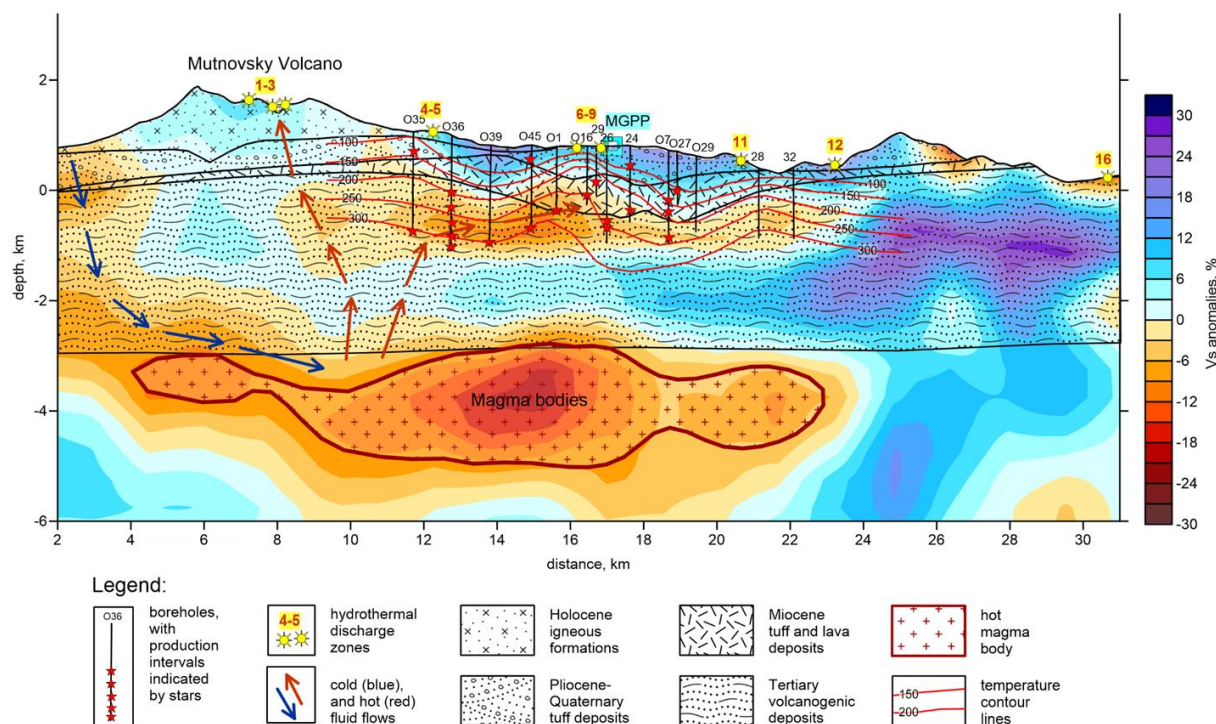 Mutnovsky Volcano
1-3
4-5
6-9
MGPP
11
12
16
O35
O36
O39
O45
O1
O16
29
26
24
O7
O27
O29
28
32
100
150
200
250
300
100
150
200
250
300
Magma bodies
2
0
-2
-4
-6
depth, km
2 4 6 8 10 12 14 16 18 20 22 24 26 28 30
distance, km
30
24
18
12
6
0
-6
-12
-18
-24
-30
Vs anomalies, %
Legend:
O36
boreholes,
with
production
intervals
indicated
by stars
4-5
hydrothermal
discharge
zones
cold (blue),
and hot (red)
fluid flows
Holocene
igneous
formations
Pliocene-
Quaternary
tuff deposits
Miocene
tuff and lava
deposits
Tertiary
volcanogenic
deposits
hot
magma
body
150
200
temperature
contour
lines